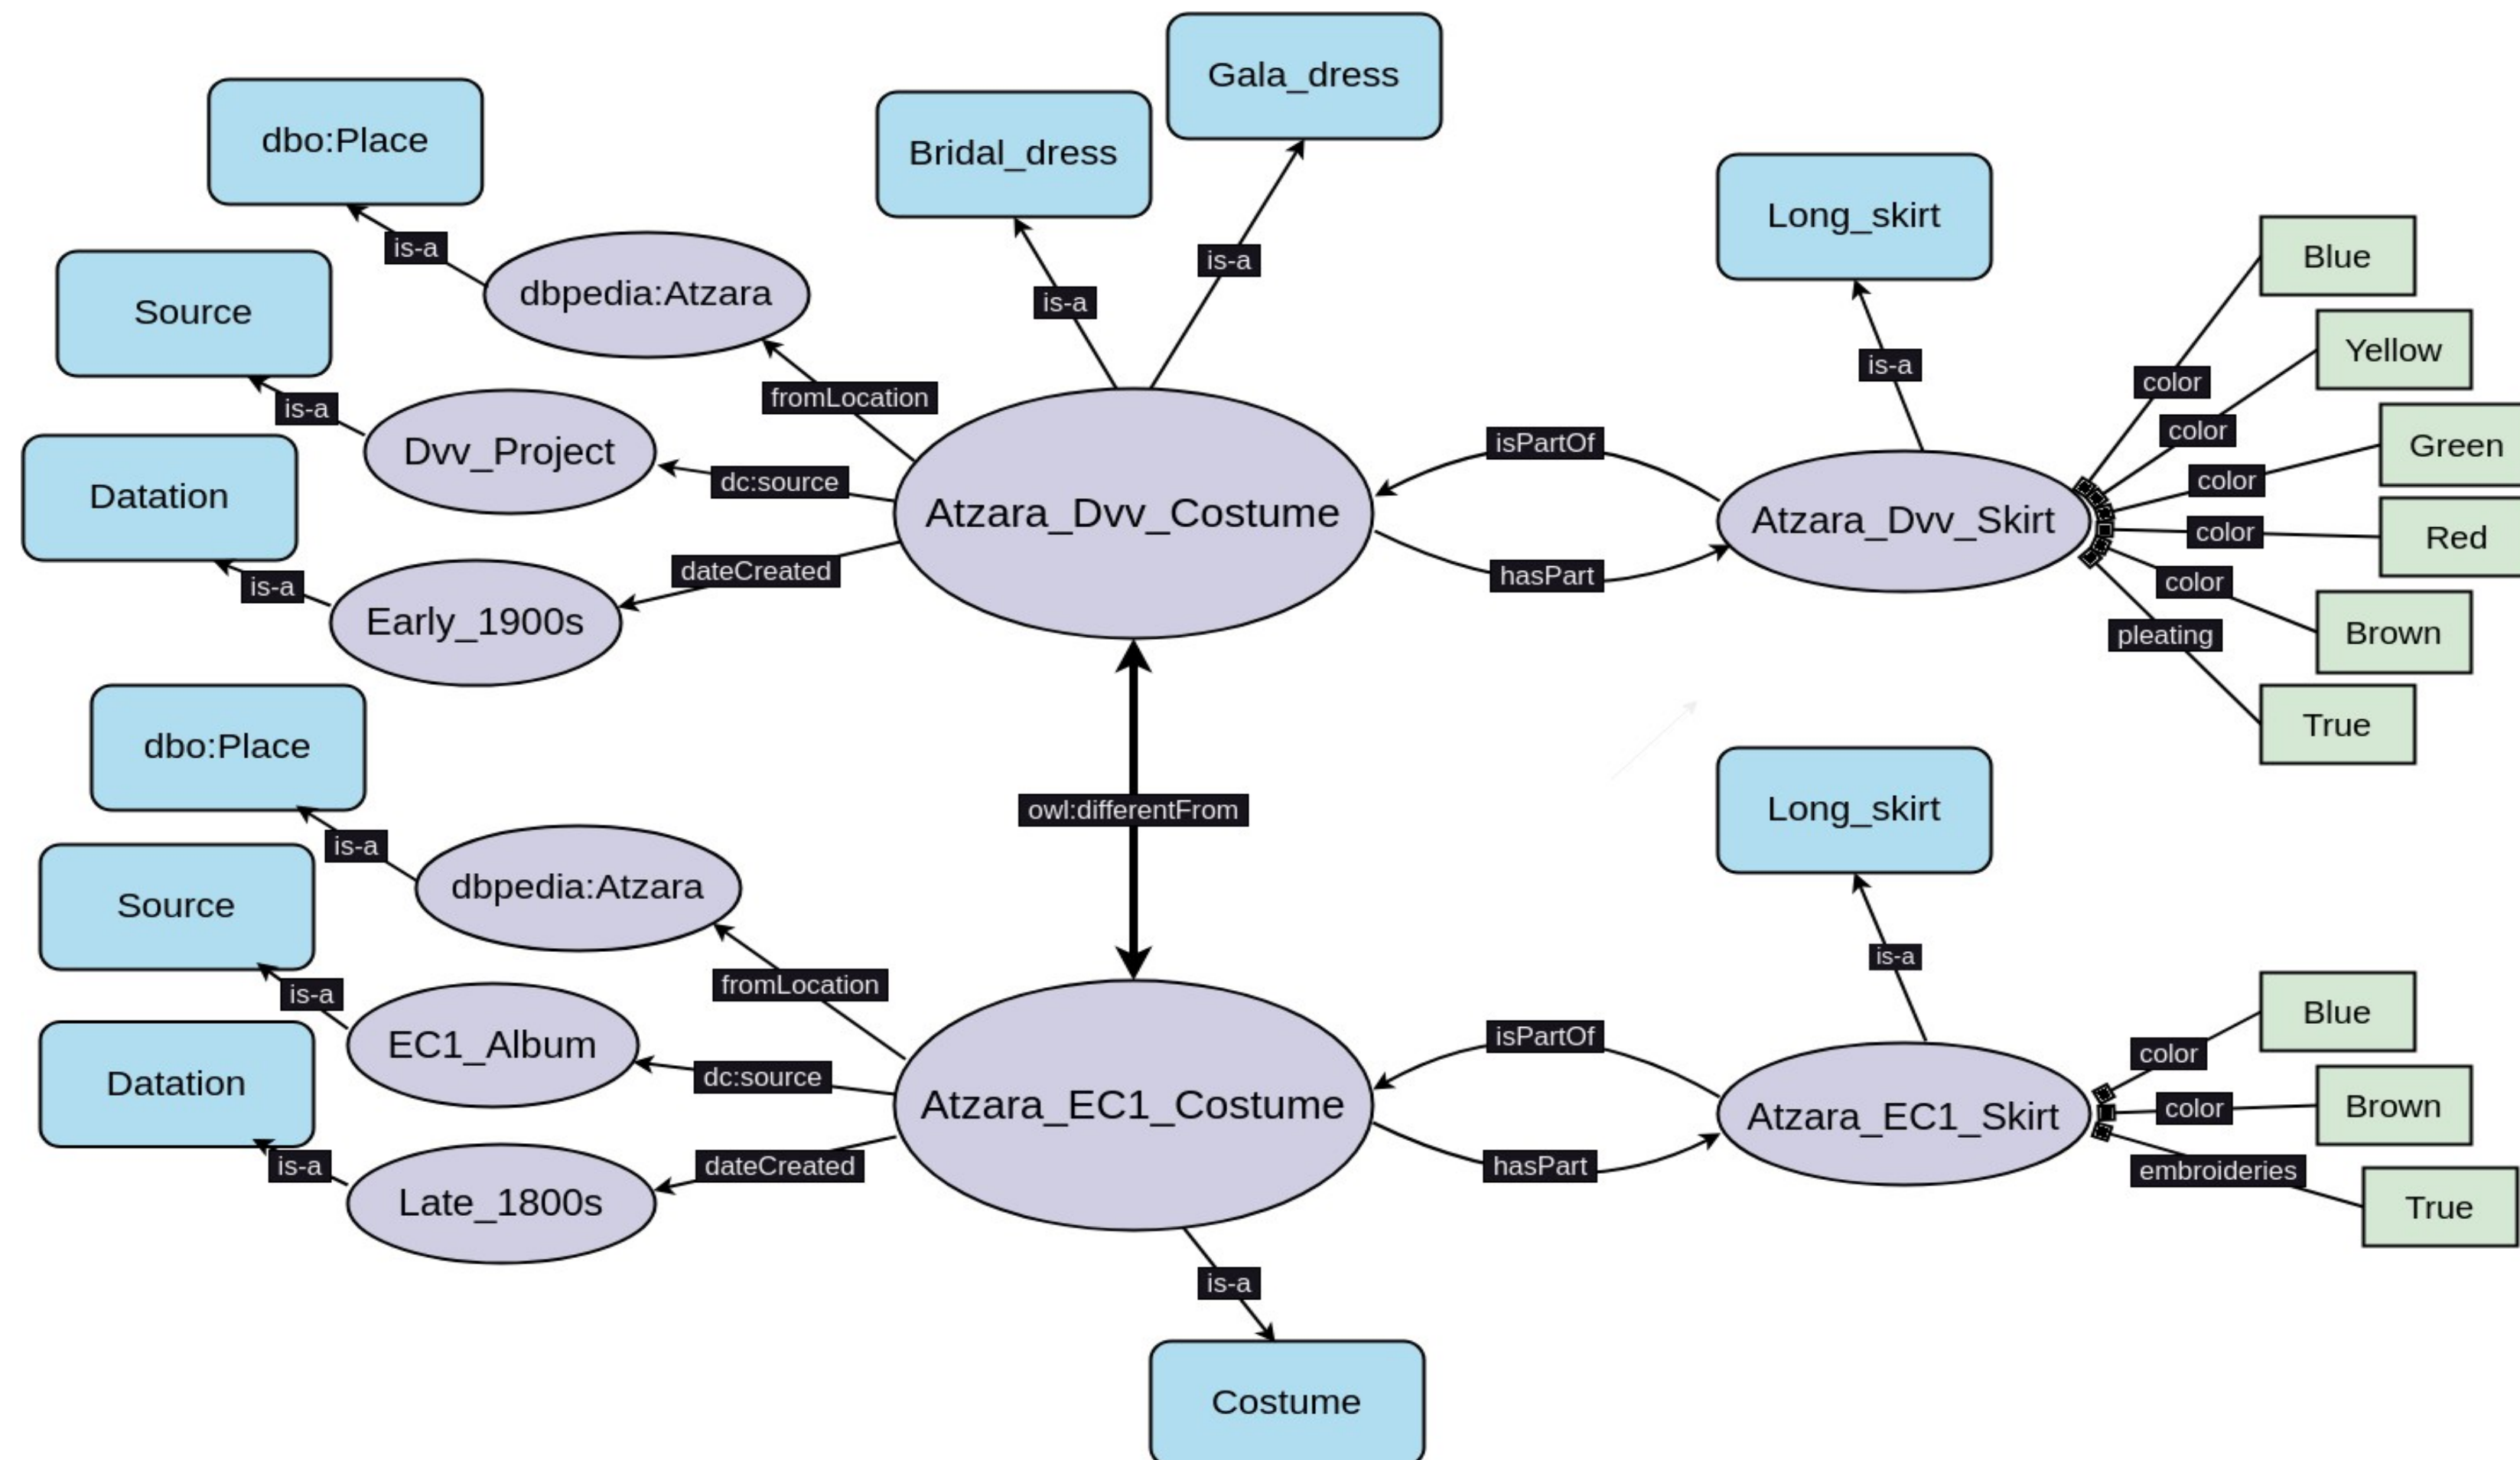 Gala_dress
Bridal_dress
dbo:Place
Long_skirt
is-a
Blue
is-a
dbpedia:Atzara
is-a
Source
is-a
Yellow
is-a
color
fromLocation
is-a
color
Green
isPartOf
Dvv_Project
dc:source
color
Datation
Atzara_Dvv_Costume
Atzara_Dvv_Skirt
color
Red
dateCreated
hasPart
color
is-a
Early_1900s
Brown
pleating
True
dbo:Place
owl:differentFrom
Long_skirt
is-a
dbpedia:Atzara
Source
is-a
fromLocation
is-a
Blue
isPartOf
color
EC1_Album
dc:source
Datation
Atzara_EC1_Costume
Atzara_EC1_Skirt
color
Brown
is-a
dateCreated
hasPart
embroideries
Late_1800s
True
is-a
Costume